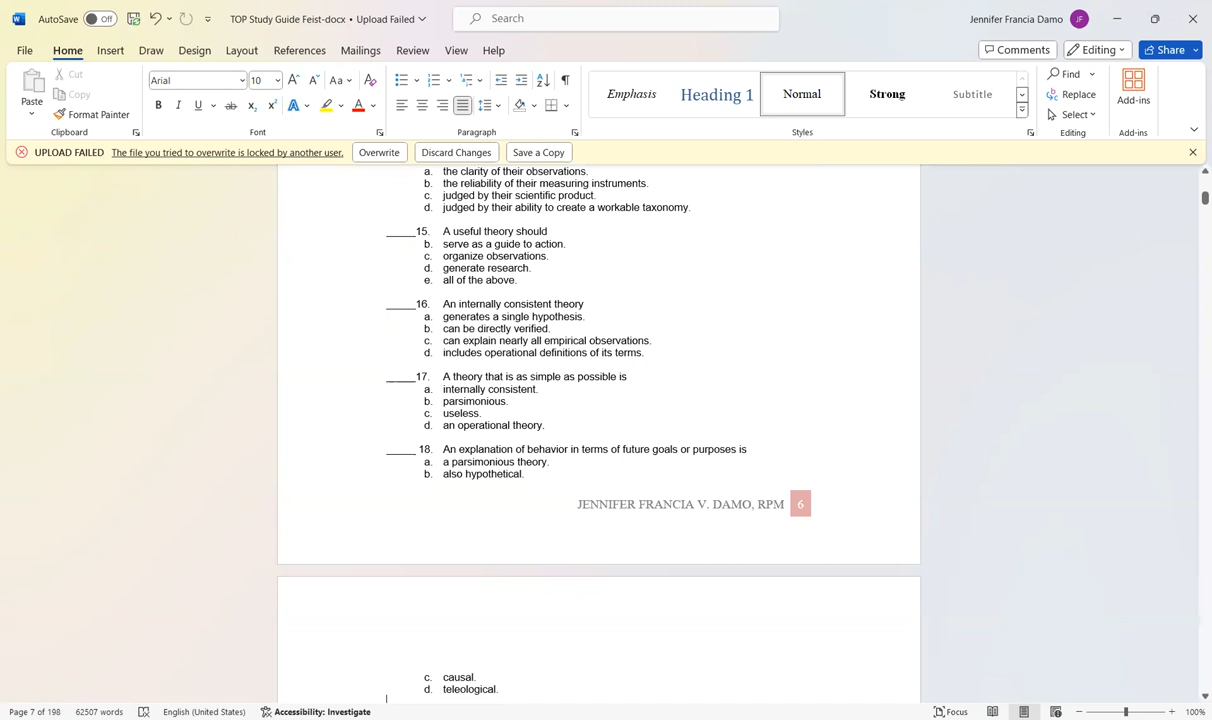 AutoSave Off TOP Study Guide Feist-docx • Upload Failed Search Jennifer Francia Damo JF
File Home Insert Draw Design Layout References Mailings Review View Help Comments Editing Share
Paste Cut Copy Format Painter Clipboard
Arial 10 Font
Paragraph
Emphasis Heading 1 Normal Strong Subtitle Styles
Find Replace Select Editing
Add-ins Add-ins
UPLOAD FAILED The file you tried to overwrite is locked by another user. Overwrite Discard Changes Save a Copy
a. the clarity of their observations.
b. the reliability of their measuring instruments.
c. judged by their scientific product.
d. judged by their ability to create a workable taxonomy.
_____15. A useful theory should
b. serve as a guide to action.
c. organize observations.
d. generate research.
e. all of the above.
_____16. An internally consistent theory
a. generates a single hypothesis.
b. can be directly verified.
c. can explain nearly all empirical observations.
d. includes operational definitions of its terms.
_____17. A theory that is as simple as possible is
a. internally consistent.
b. parsimonious.
c. useless.
d. an operational theory.
_____ 18. An explanation of behavior in terms of future goals or purposes is
a. a parsimonious theory.
b. also hypothetical.
JENNIFER FRANCIA V. DAMO, RPM 6
c. causal.
d. teleological.
Page 7 of 198 62507 words English (United States) Accessibility: Investigate Focus 100%